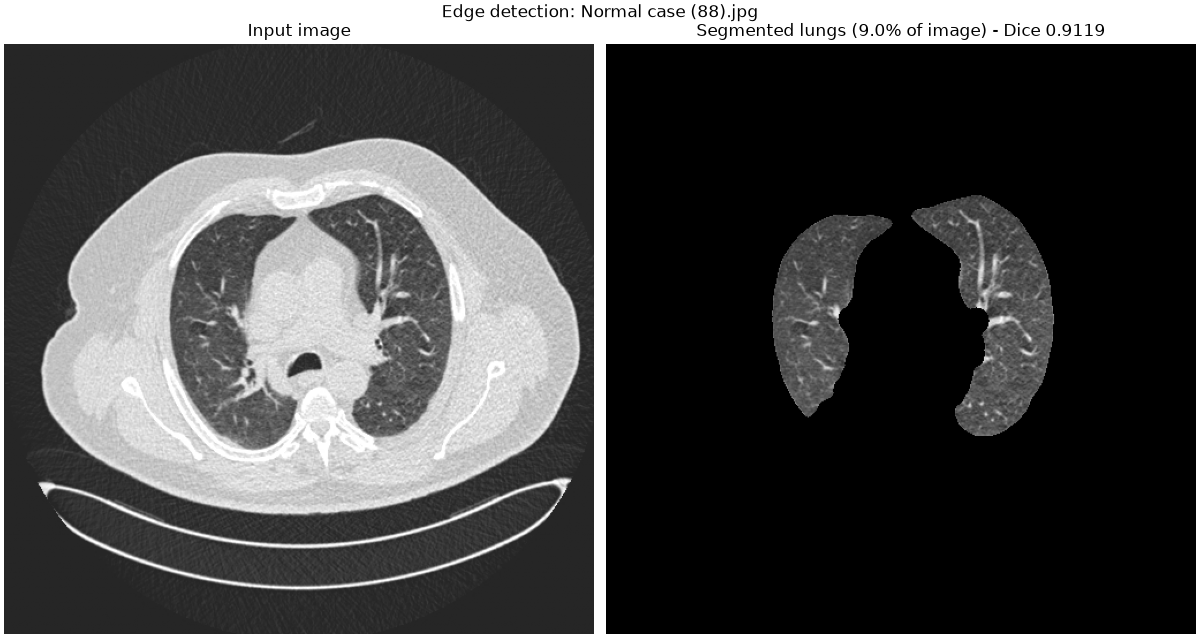 Edge detection: Normal case (88).jpg
Input image
Segmented lungs (9.0% of image) - Dice 0.9119